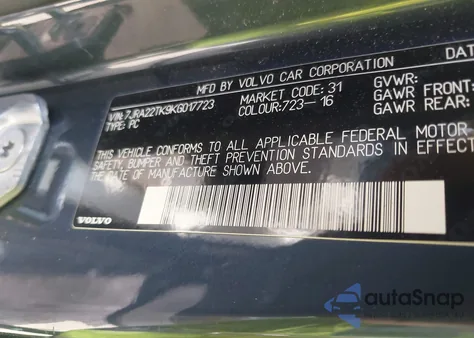 MFD BY VOLVO CAR CORPORATION DAT
VIN: 7JRA22TK9KG017723 MARKET CODE: 31 GVWR:
TYPE: PC COLOUR: 723-16 GAWR FRONT:
GAWR REAR:
THIS VEHICLE CONFORMS TO ALL APPLICABLE FEDERAL MOTOR
SAFETY, BUMPER AND THEFT PREVENTION STANDARDS IN EFFECT
THE DATE OF MANUFACTURE SHOWN ABOVE.
VOLVO
autaSnap